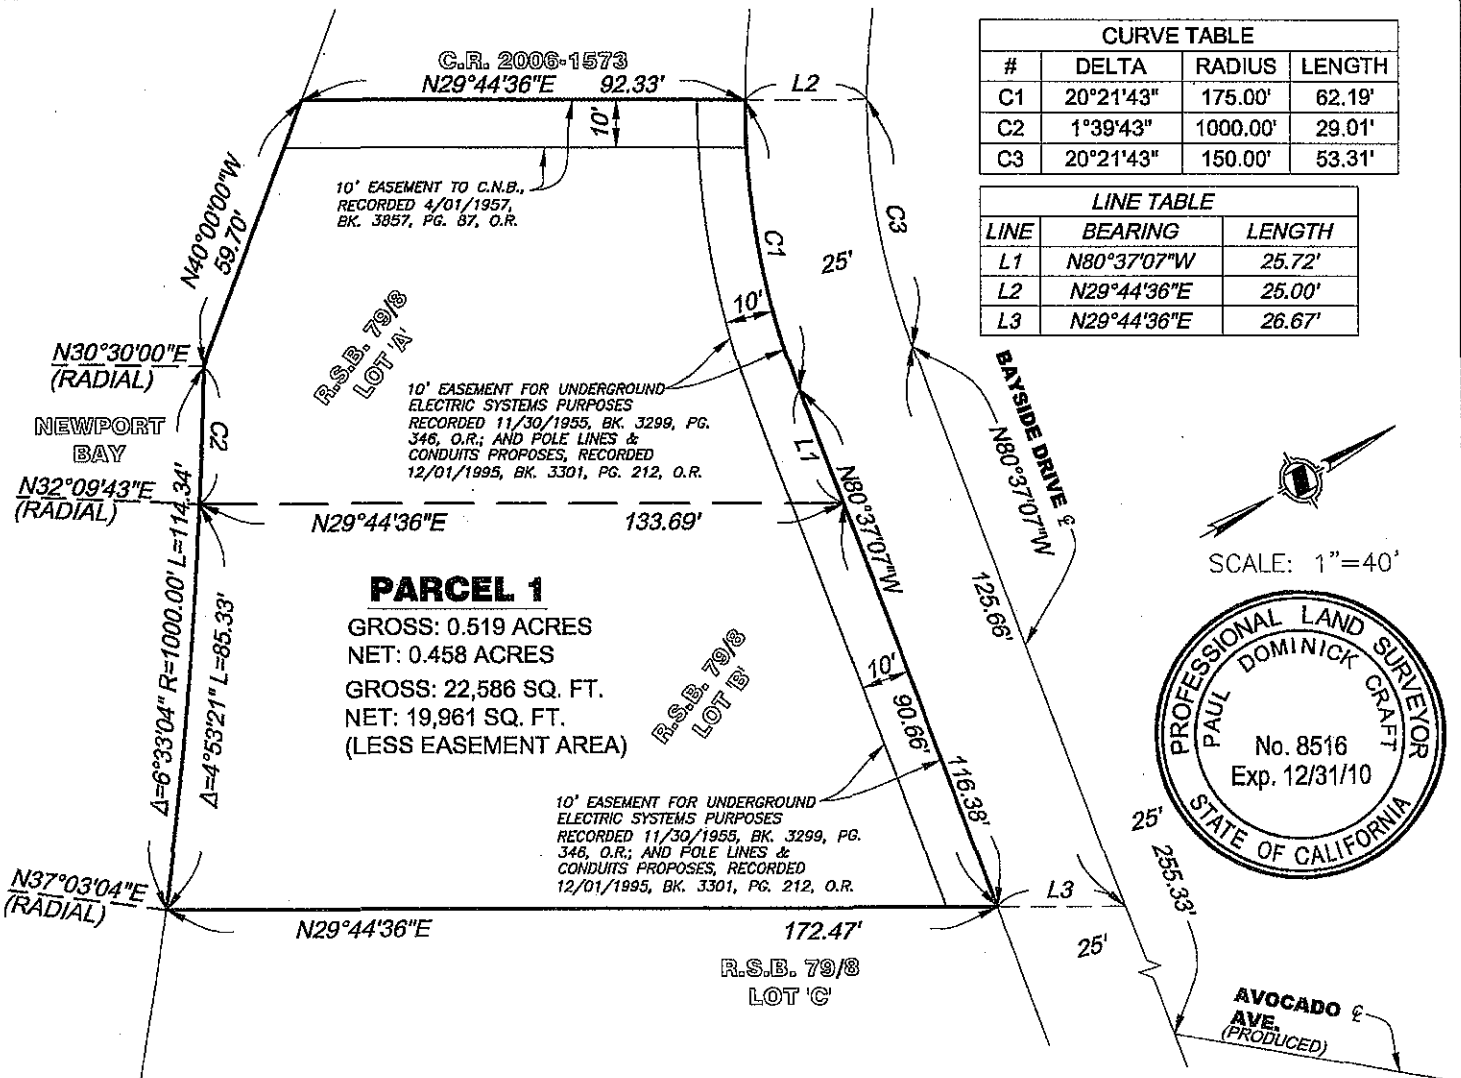 C.R. 2006-1573
N29°44'36"E 92.33'
L2
10'
10' EASEMENT TO C.N.B.,
RECORDED 4/01/1957,
BK. 3857, PG. 87, O.R.
N40°00'00"W
59.70'
C1
C3
25'
10'
R.S.B. 79/8
LOT 'A'
N30°30'00"E
(RADIAL)
NEWPORT
BAY
C2
10' EASEMENT FOR UNDERGROUND
ELECTRIC SYSTEMS PURPOSES
RECORDED 11/30/1955, BK. 3299, PG.
346, O.R.; AND POLE LINES &
CONDUITS PROPOSES, RECORDED
12/01/1995, BK. 3301, PG. 212, O.R.
L1
N80°37'07"W
N32°09'43"E
(RADIAL)
N29°44'36"E 133.69'
PARCEL 1
GROSS: 0.519 ACRES
NET: 0.458 ACRES
GROSS: 22,586 SQ. FT.
NET: 19,961 SQ. FT.
(LESS EASEMENT AREA)
Δ=6°33'04" R=1000.00' L=114.34'
Δ=4°53'21" L=85.33'
R.S.B. 79/8
LOT 'B'
10'
90.66'
116.38'
10' EASEMENT FOR UNDERGROUND
ELECTRIC SYSTEMS PURPOSES
RECORDED 11/30/1955, BK. 3299, PG.
346, O.R.; AND POLE LINES &
CONDUITS PROPOSES, RECORDED
12/01/1995, BK. 3301, PG. 212, O.R.
N37°03'04"E
(RADIAL)
N29°44'36"E 172.47'
L3
R.S.B. 79/8
LOT 'C'
25'
25'
255.33'
BAYSIDE DRIVE ℄
N80°37'07"W
125.66'
AVOCADO ℄
AVE.
(PRODUCED)
CURVE TABLE
# DELTA RADIUS LENGTH
C1 20°21'43" 175.00' 62.19'
C2 1°39'43" 1000.00' 29.01'
C3 20°21'43" 150.00' 53.31'
LINE TABLE
LINE BEARING LENGTH
L1 N80°37'07"W 25.72'
L2 N29°44'36"E 25.00'
L3 N29°44'36"E 26.67'
SCALE: 1"=40'
PROFESSIONAL LAND SURVEYOR
PAUL DOMINICK CRAFT
No. 8516
Exp. 12/31/10
STATE OF CALIFORNIA